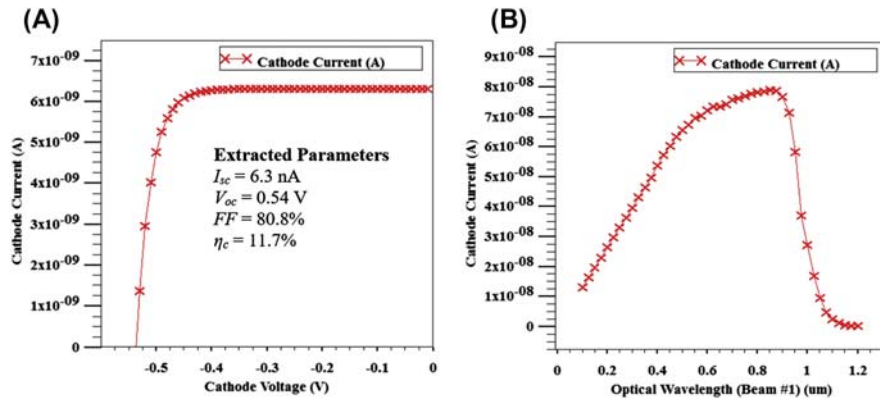 (A)
7x10-09
6x10-09
5x10-09
4x10-09
3x10-09
2x10-09
1x10-09
0
Cathode Current (A)
Cathode Current (A)
Extracted Parameters
Isc = 6.3 nA
Voc = 0.54 V
FF = 80.8%
ηc = 11.7%
-0.5 -0.4 -0.3 -0.2 -0.1 0
Cathode Voltage (V)
(B)
9x10-08
8x10-08
7x10-08
6x10-08
5x10-08
4x10-08
3x10-08
2x10-08
1x10-08
0
Cathode Current (A)
Cathode Current (A)
0 0.2 0.4 0.6 0.8 1 1.2
Optical Wavelength (Beam #1) (um)